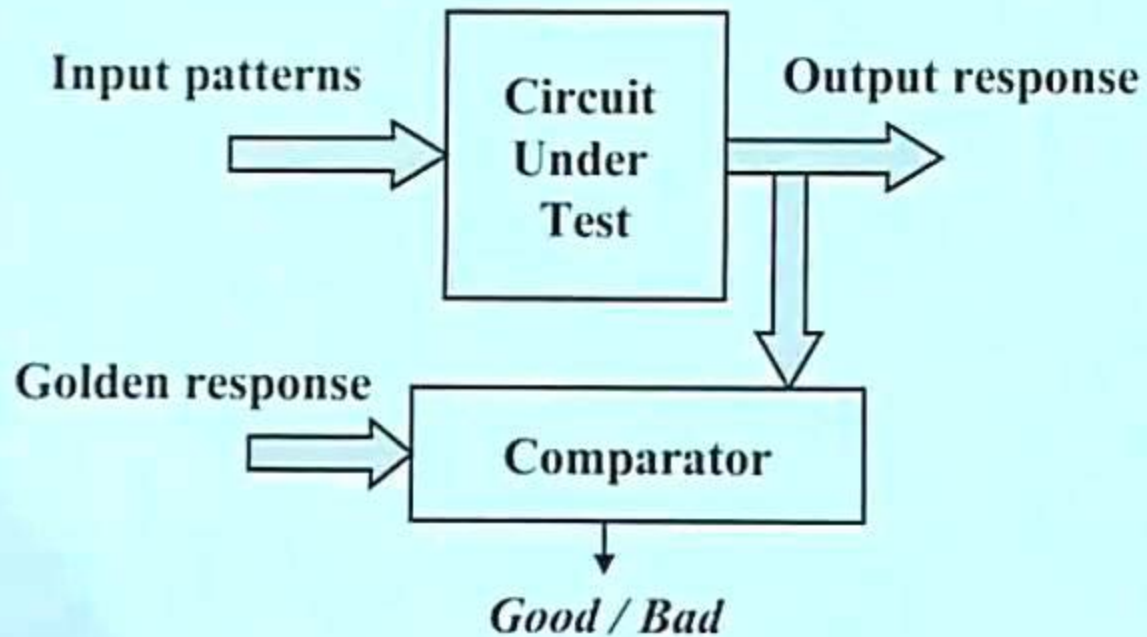 Input patterns
Circuit
Under
Test
Output response
Golden response
Comparator
Good / Bad